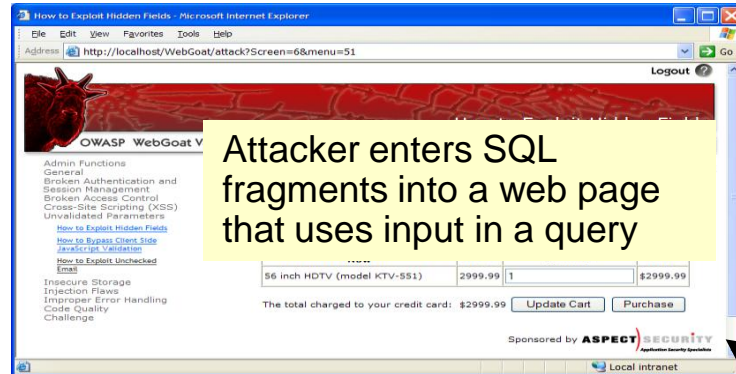 How to Exploit Hidden Fields - Microsoft Internet Explorer
File Edit View Favorites Tools Help
Address http://localhost/WebGoat/attack?Screen=6&menu=51 Go
Logout ?
OWASP WebGoat V
Attacker enters SQL
fragments into a web page
that uses input in a query
Admin Functions
General
Broken Authentication and
Session Management
Broken Access Control
Cross-Site Scripting (XSS)
Unvalidated Parameters
How to Exploit Hidden Fields
How to Bypass Client Side
JavaScript Validation
How to Exploit Unchecked
Email
Insecure Storage
Injection Flaws
Improper Error Handling
Code Quality
Challenge
56 inch HDTV (model KTV-551) 2999.99 1 $2999.99
The total charged to your credit card: $2999.99 Update Cart Purchase
Sponsored by ASPECT SECURITY
Application Security Specialists
Local intranet